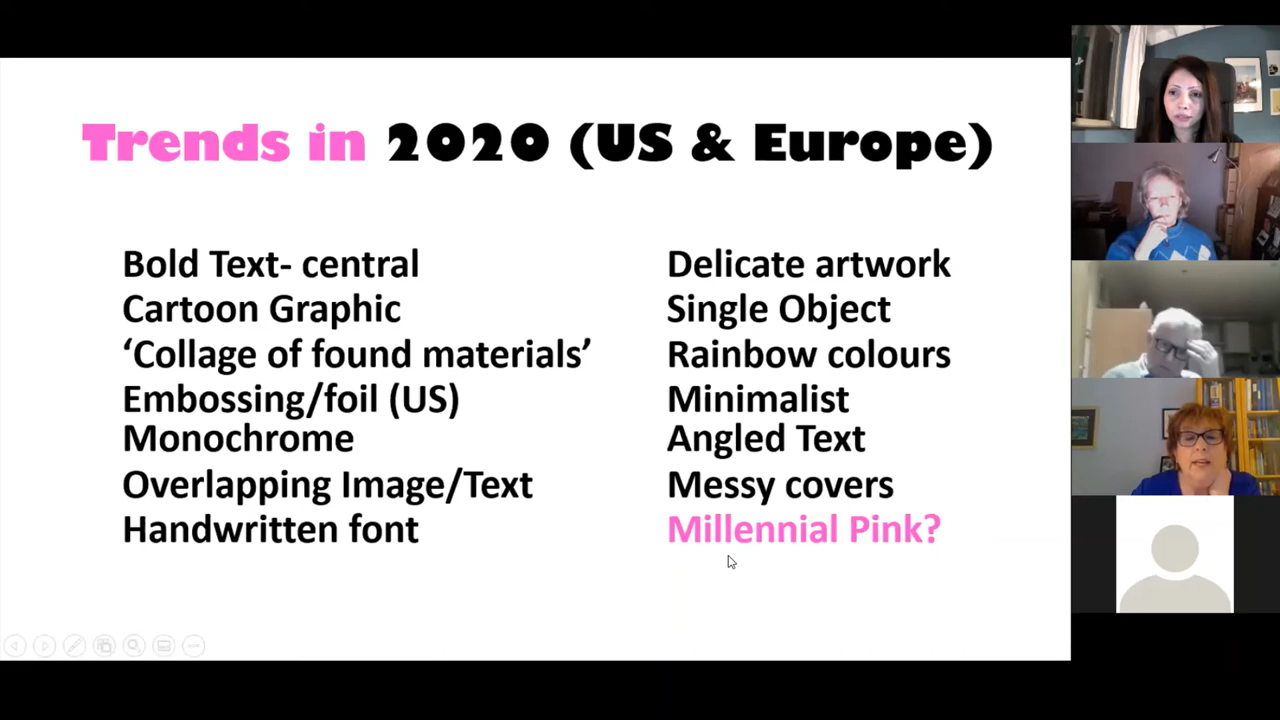 Trends in 2020 (US & Europe)
Bold Text- central
Cartoon Graphic
‘Collage of found materials’
Embossing/foil (US)
Monochrome
Overlapping Image/Text
Handwritten font
Delicate artwork
Single Object
Rainbow colours
Minimalist
Angled Text
Messy covers
Millennial Pink?